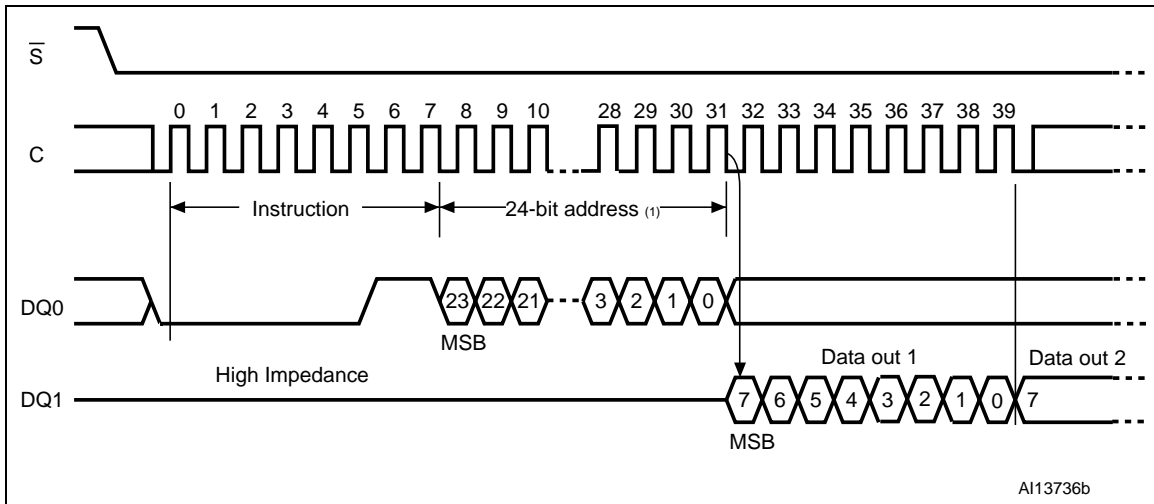 S
0 1 2 3 4 5 6 7 8 9 10 28 29 30 31 32 33 34 35 36 37 38 39
C
Instruction 24-bit address (1)
DQ0 23 22 21 3 2 1 0
MSB
High Impedance Data out 1 Data out 2
DQ1 7 6 5 4 3 2 1 0 7
MSB
AI13736b